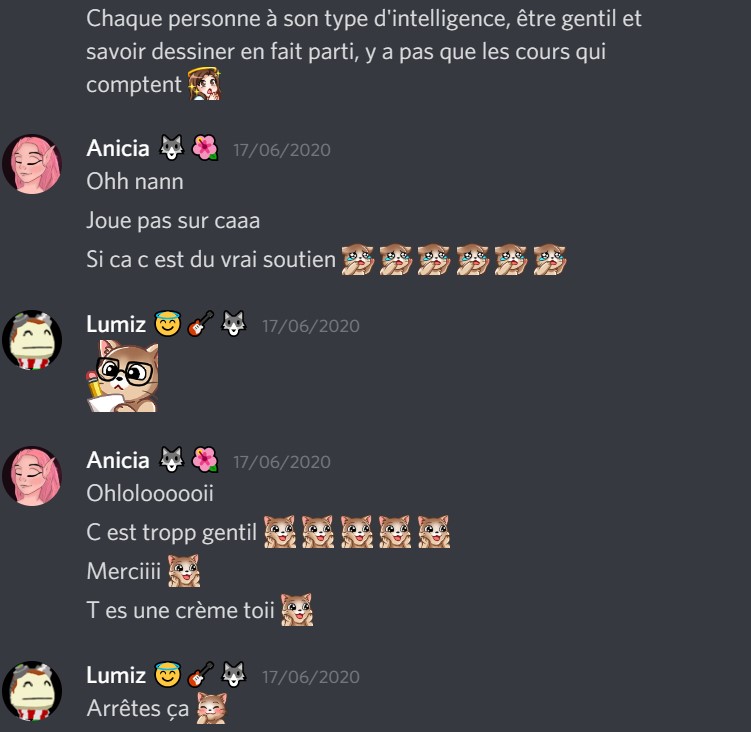 Chaque personne à son type d'intelligence, être gentil et
savoir dessiner en fait parti, y a pas que les cours qui
comptent
Anicia 🐺 🌺 17/06/2020
Ohh nann
Joue pas sur caaa
Si ca c est du vrai soutien
Lumiz 😇 🎸 🐺 17/06/2020
Anicia 🐺 🌺 17/06/2020
Ohloloooooii
C est tropp gentil
Merciiii
T es une crème toii
Lumiz 😇 🎸 🐺 17/06/2020
Arrêtes ça